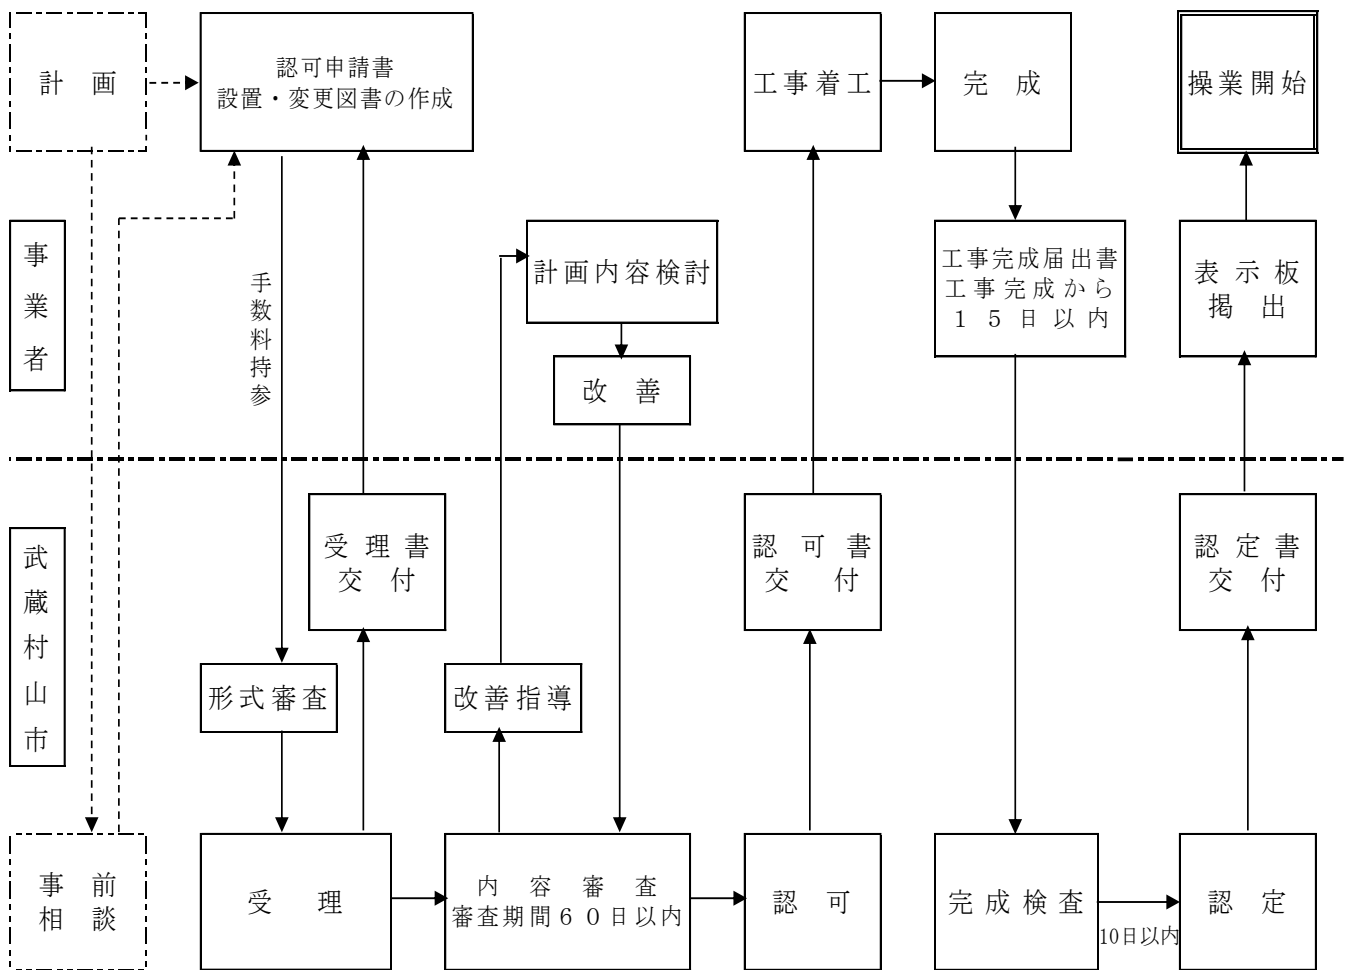 計画
認可申請書
設置・変更図書の作成
工事着工
完成
操業開始
事業者
手数料持参
計画内容検討
改善
工事完成届出書
工事完成から
１５日以内
表示板
掲出
武蔵村山市
受理書
交付
認可書
交付
認定書
交付
形式審査
改善指導
事前
相談
受理
内容審査
審査期間６０日以内
認可
完成検査
10日以内
認定